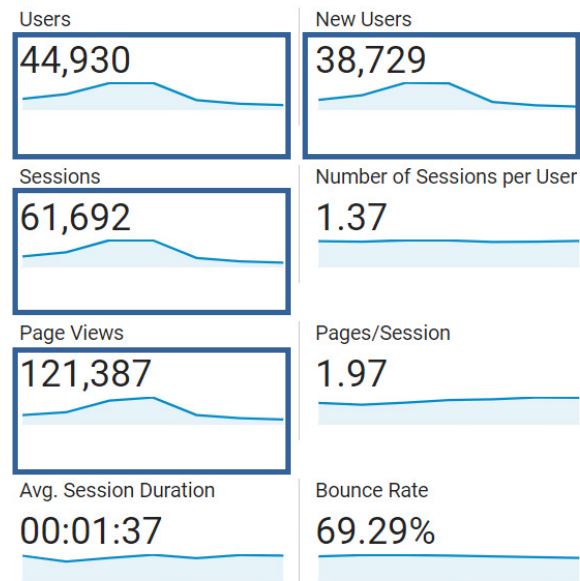 Users
44,930
New Users
38,729
Sessions
61,692
Number of Sessions per User
1.37
Page Views
121,387
Pages/Session
1.97
Avg. Session Duration
00:01:37
Bounce Rate
69.29%